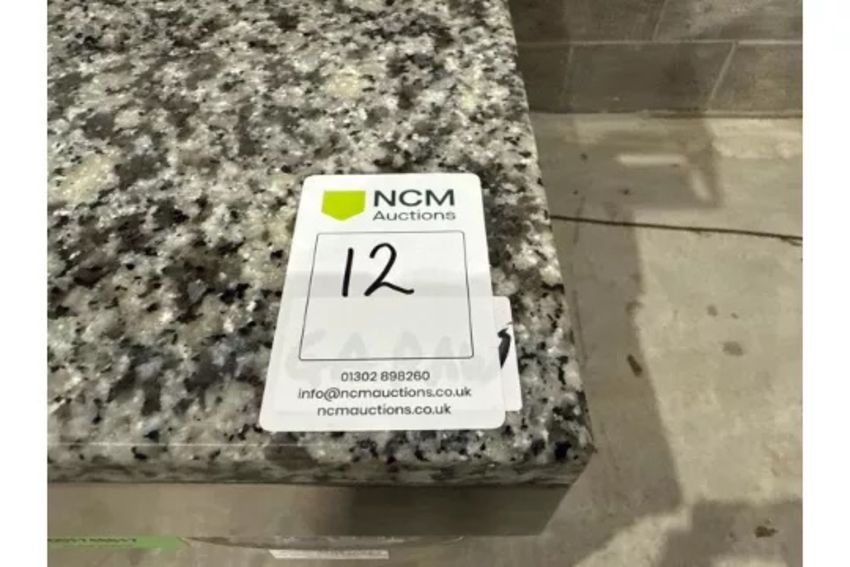 NCM
Auctions
12
01302 898260
info@ncmauctions.co.uk
ncmauctions.co.uk